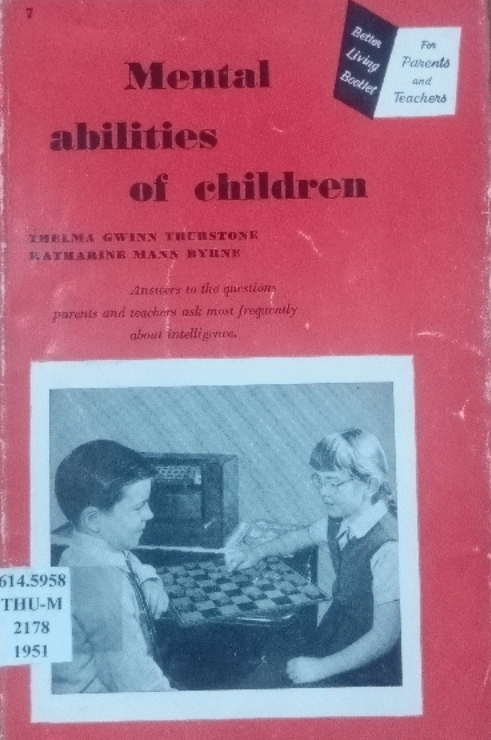 7
Better
Living
Booklet
For
Parents
and
Teachers
Mental
abilities
of children
THELMA GWINN THURSTONE
KATHARINE MANN BYRNE
Answers to the questions
parents and teachers ask most frequently
about intelligence.
614.5958
THU-M
2178
1951